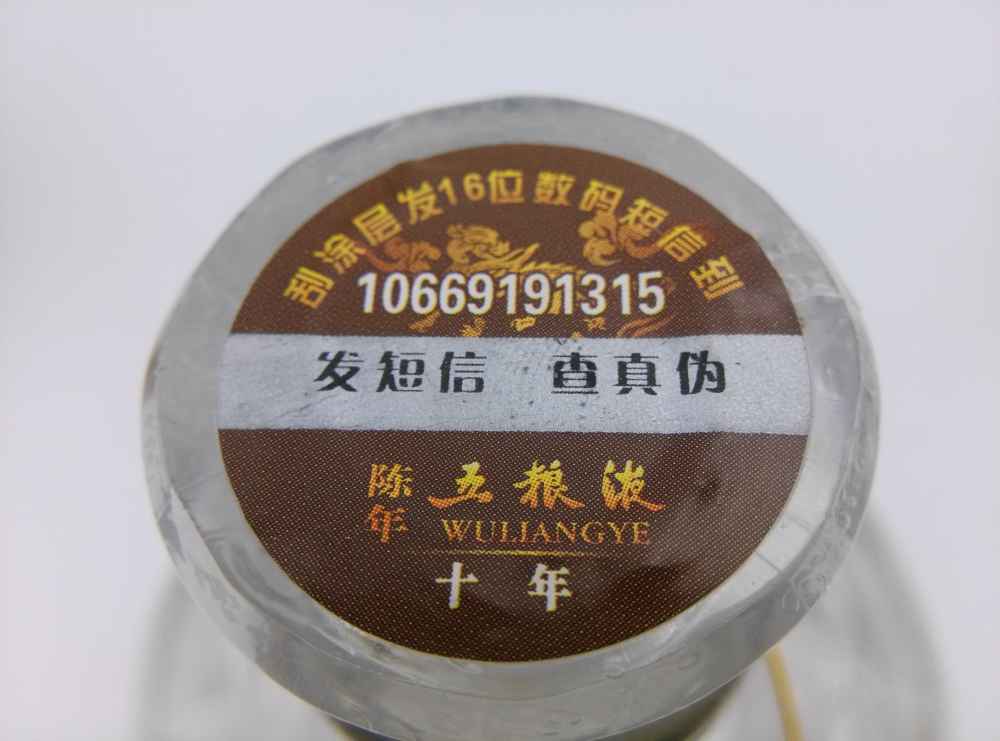 刮涂层发16位数码短信到
10669191315
发短信 查真伪
陈年 五粮液
WULIANGYE
十年